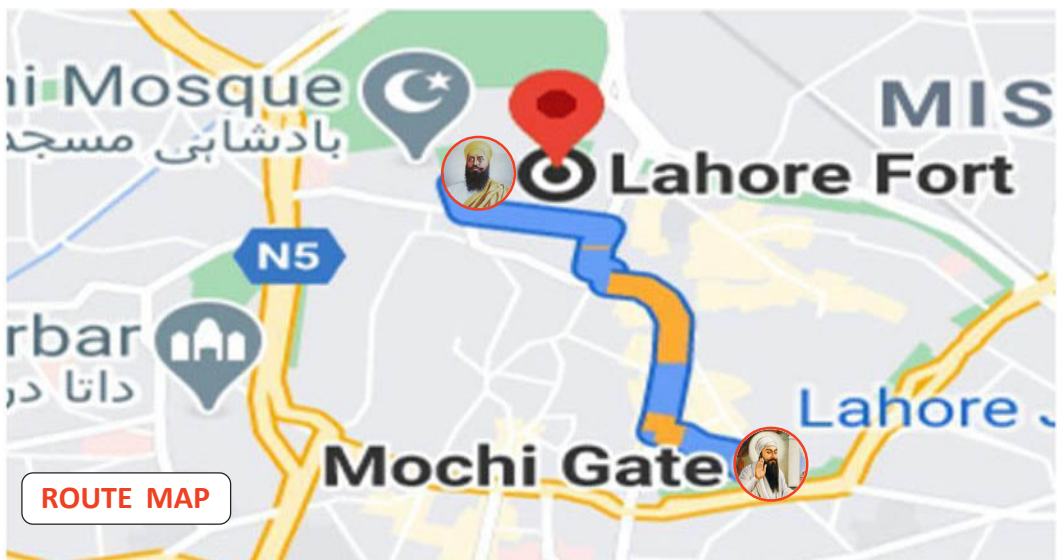 ni Mosque
بادشاہی مسجد
MIS
Lahore Fort
N5
rbar
داتا در
Lahore J
Mochi Gate
ROUTE MAP